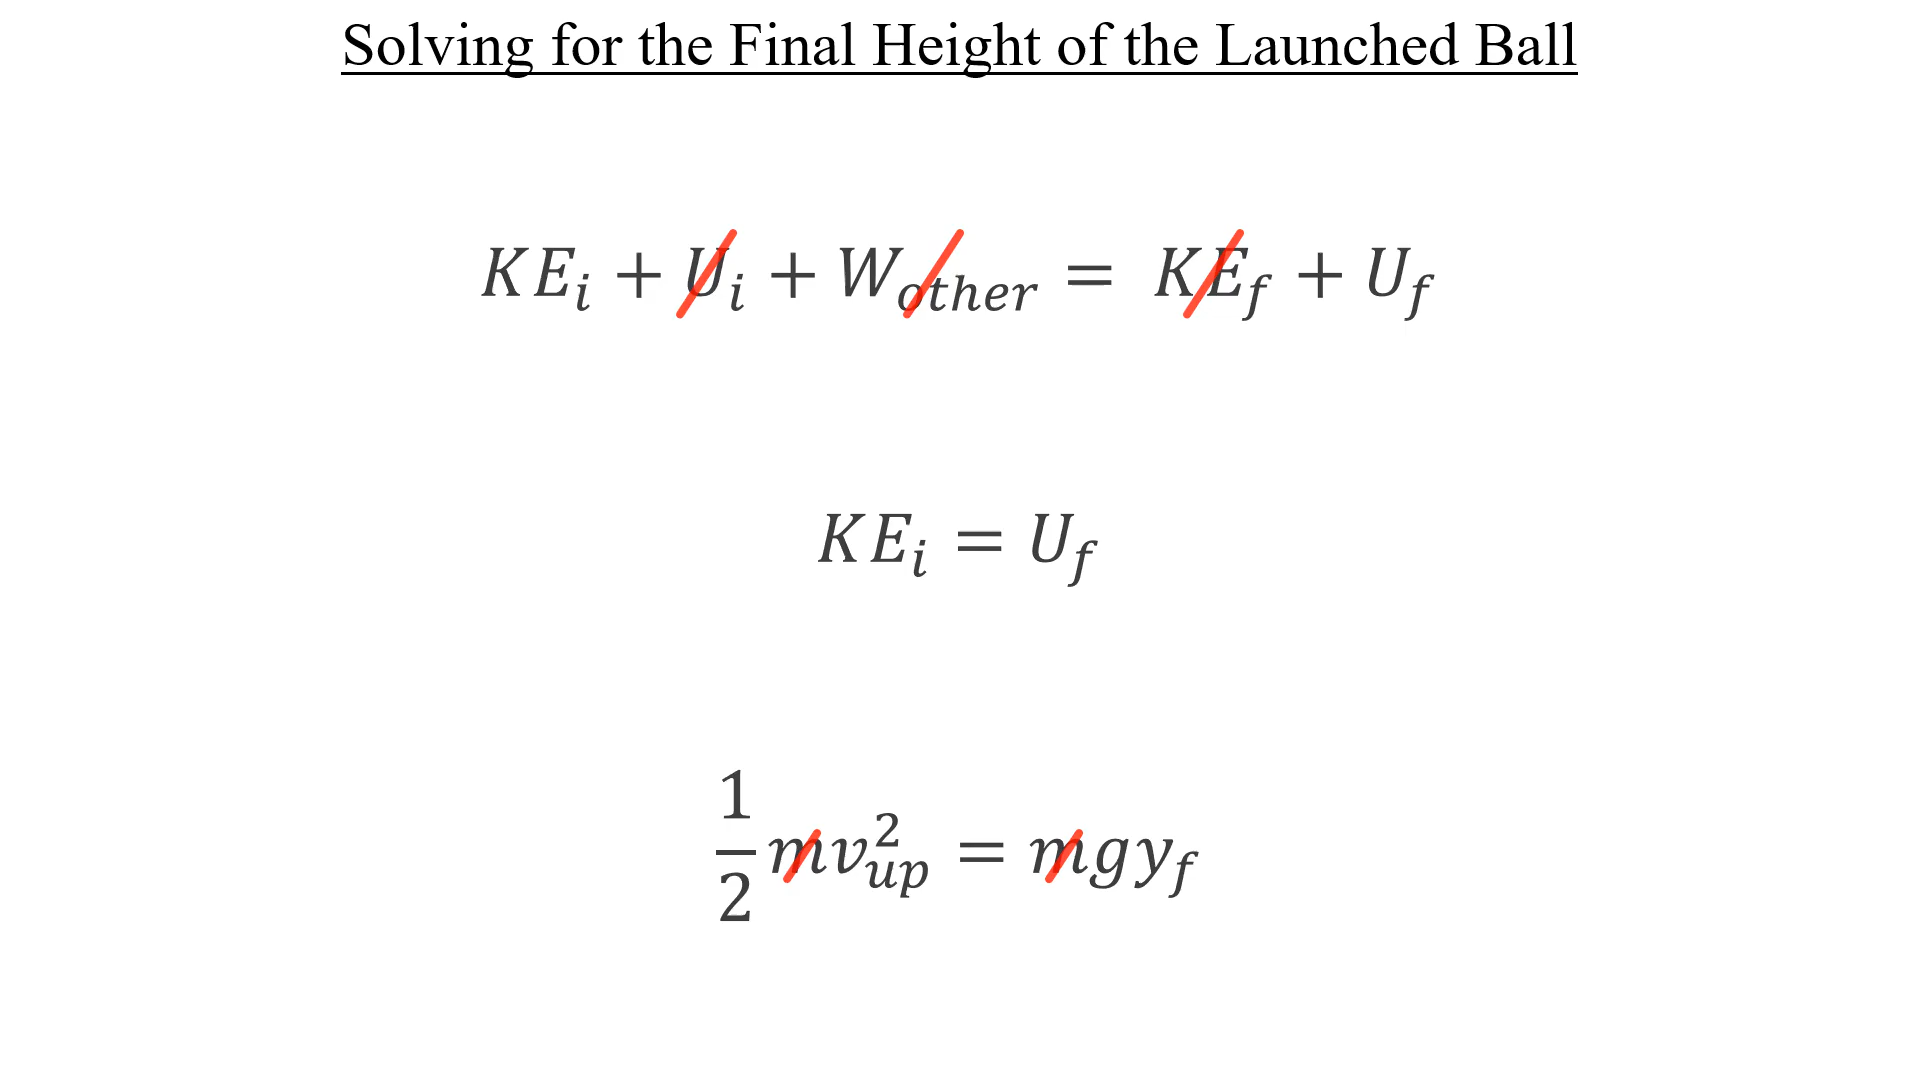 Solving for the Final Height of the Launched Ball
KE_i + U_i + W_other = KE_f + U_f
KE_i = U_f
1/2 mv_up^2 = mgy_f